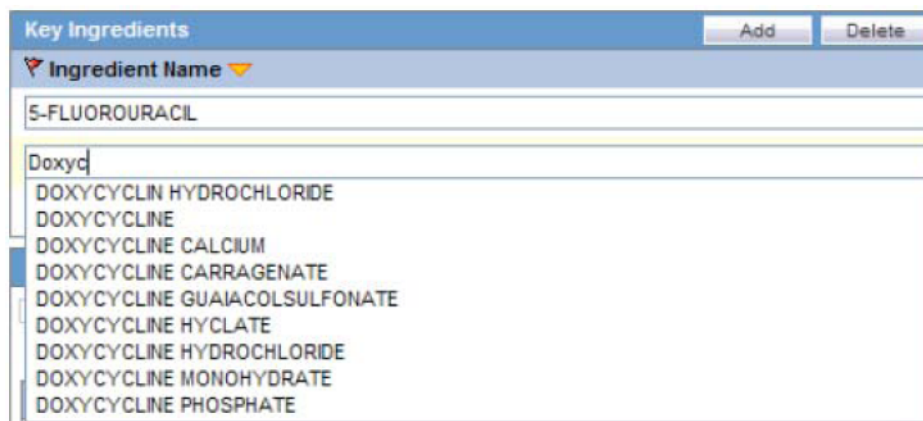 Key Ingredients Add Delete
Ingredient Name
5-FLUOROURACIL
Doxyc
DOXYCYCLIN HYDROCHLORIDE
DOXYCYCLINE
DOXYCYCLINE CALCIUM
DOXYCYCLINE CARRAGENATE
DOXYCYCLINE GUAIACOLSULFONATE
DOXYCYCLINE HYCLATE
DOXYCYCLINE HYDROCHLORIDE
DOXYCYCLINE MONOHYDRATE
DOXYCYCLINE PHOSPHATE